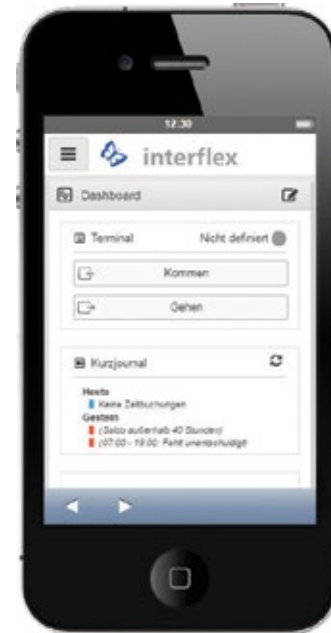 12:30
interflex
Dashboard
Terminal Nicht definiert
Kommen
Gehen
Kurzjournal
Heute
Keine Zeitbuchungen
Gestern
(Saldo außerhalb 40 Stunden)
(07:00 - 19:00: Fehlt unentschuldigt)